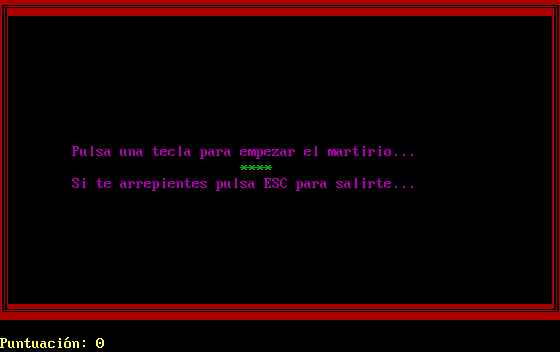 Pulsa una tecla para empezar el martirio...
****
Si te arrepientes pulsa ESC para salirte...
Puntuación: 0